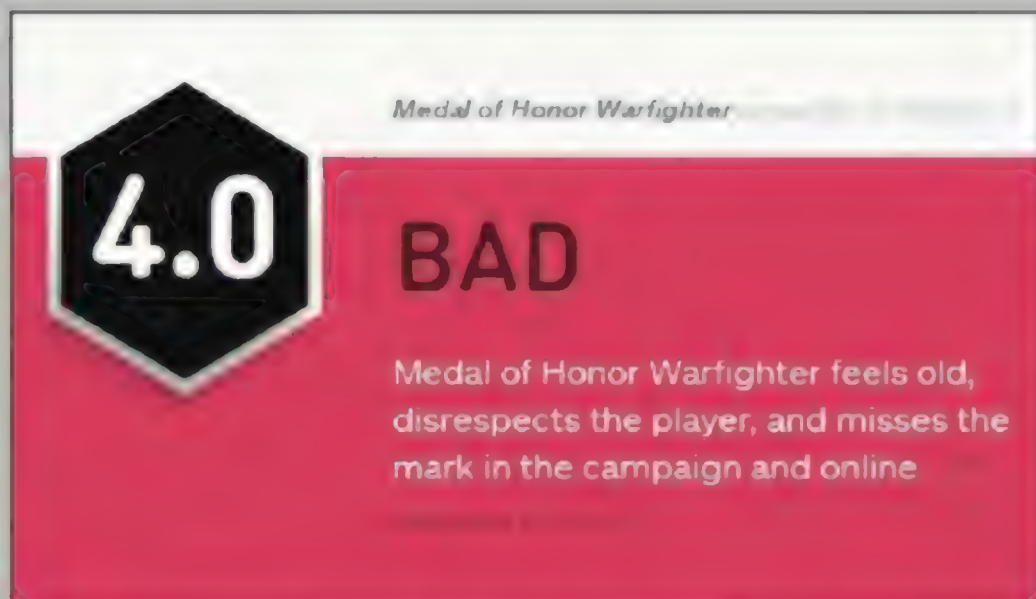 Medal of Honor Warfighter
4.0
BAD
Medal of Honor Warfighter feels old,
disrespects the player, and misses the
mark in the campaign and online